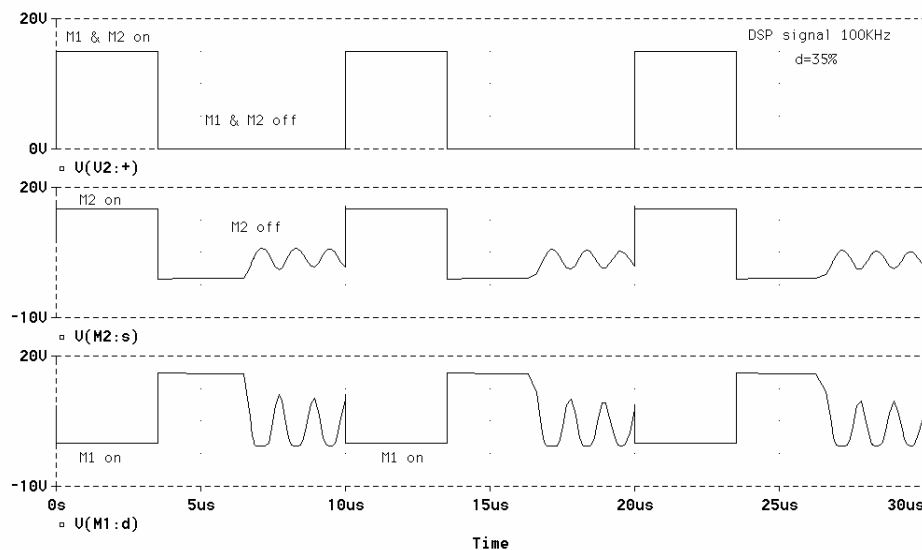 20V
M1 & M2 on
DSP signal 100KHz
d=35%
M1 & M2 off
0V
V(V2:+)
20V
M2 on
M2 off
-10V
V(M2:s)
20V
M1 on
M1 on
-10V
0s
5us
10us
15us
20us
25us
30us
V(M1:d)
Time